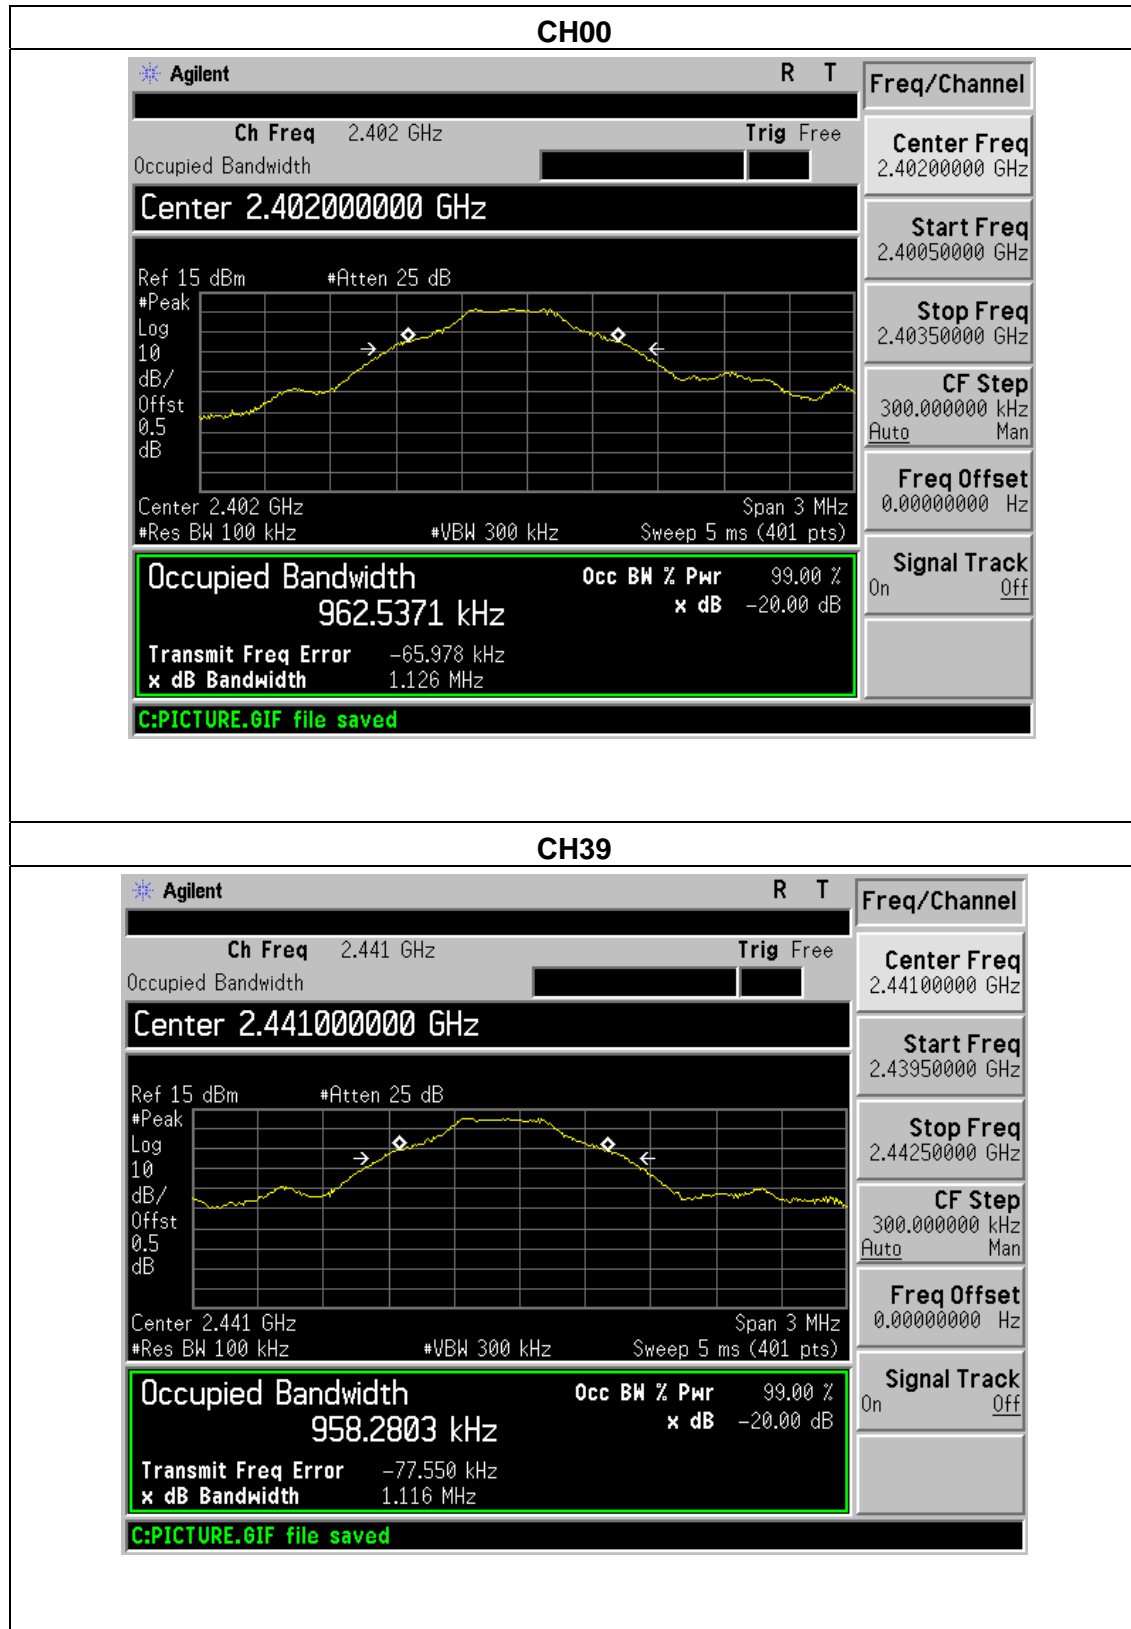 CH00
Agilent
R T
Freq/Channel
Ch Freq 2.402 GHz
Trig Free
Occupied Bandwidth
Center 2.402000000 GHz
Ref 15 dBm #Atten 25 dB
#Peak
Log
10
dB/
Offst
0.5
dB
Center 2.402 GHz
Span 3 MHz
#Res BW 100 kHz
#VBW 300 kHz
Sweep 5 ms (401 pts)
Occupied Bandwidth
962.5371 kHz
Occ BW % Pwr 99.00 %
x dB -20.00 dB
Transmit Freq Error -65.978 kHz
x dB Bandwidth 1.126 MHz
C:PICTURE.GIF file saved
Center Freq
2.40200000 GHz
Start Freq
2.40050000 GHz
Stop Freq
2.40350000 GHz
CF Step
300.000000 kHz
Auto Man
Freq Offset
0.00000000 Hz
Signal Track
On Off
CH39
Agilent
R T
Freq/Channel
Ch Freq 2.441 GHz
Trig Free
Occupied Bandwidth
Center 2.441000000 GHz
Ref 15 dBm #Atten 25 dB
#Peak
Log
10
dB/
Offst
0.5
dB
Center 2.441 GHz
Span 3 MHz
#Res BW 100 kHz
#VBW 300 kHz
Sweep 5 ms (401 pts)
Occupied Bandwidth
958.2803 kHz
Occ BW % Pwr 99.00 %
x dB -20.00 dB
Transmit Freq Error -77.550 kHz
x dB Bandwidth 1.116 MHz
C:PICTURE.GIF file saved
Center Freq
2.44100000 GHz
Start Freq
2.43950000 GHz
Stop Freq
2.44250000 GHz
CF Step
300.000000 kHz
Auto Man
Freq Offset
0.00000000 Hz
Signal Track
On Off